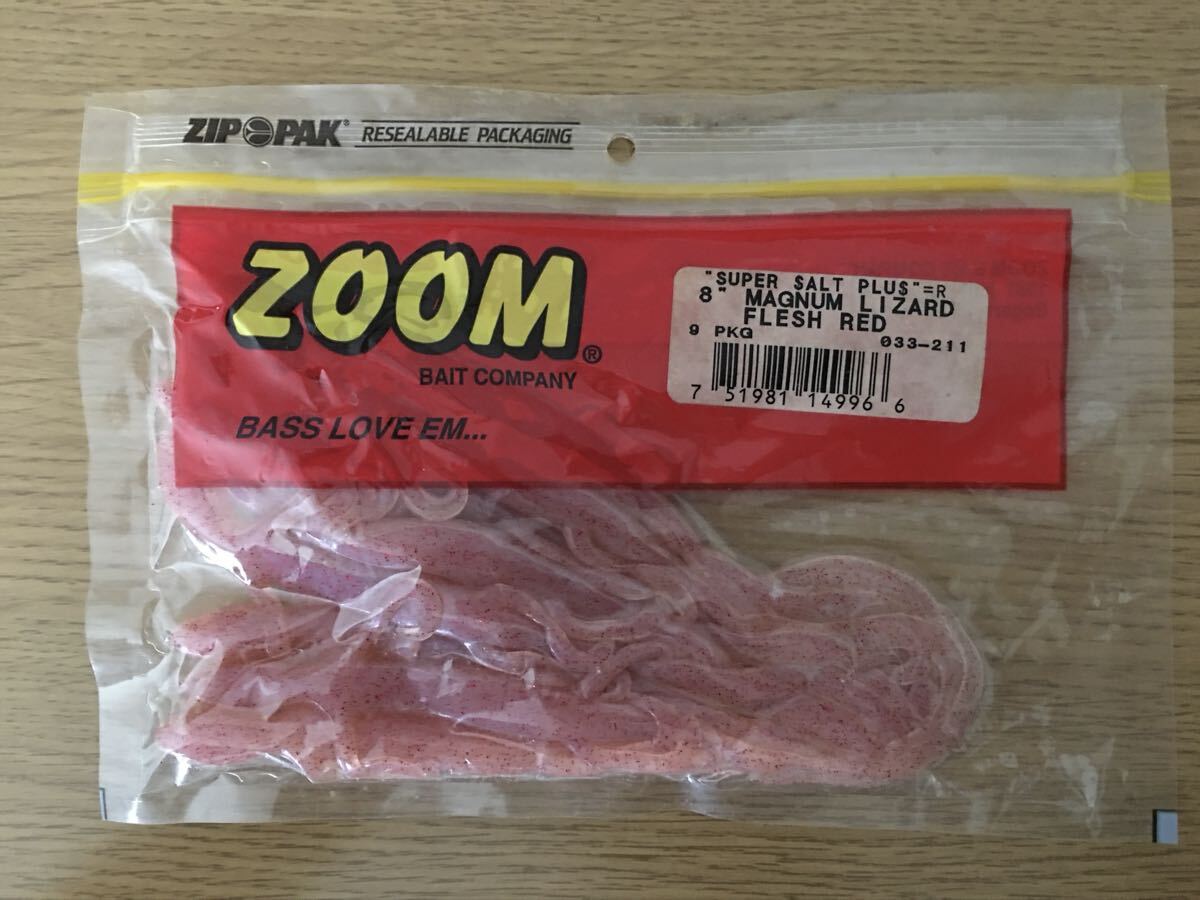 ZIP PAK® RESEALABLE PACKAGING
ZOOM®
BAIT COMPANY
BASS LOVE EM...
"SUPER SALT PLUS"=R
8" MAGNUM LIZARD
FLESH RED
9 PKG 033-211
7 51981 14996 6